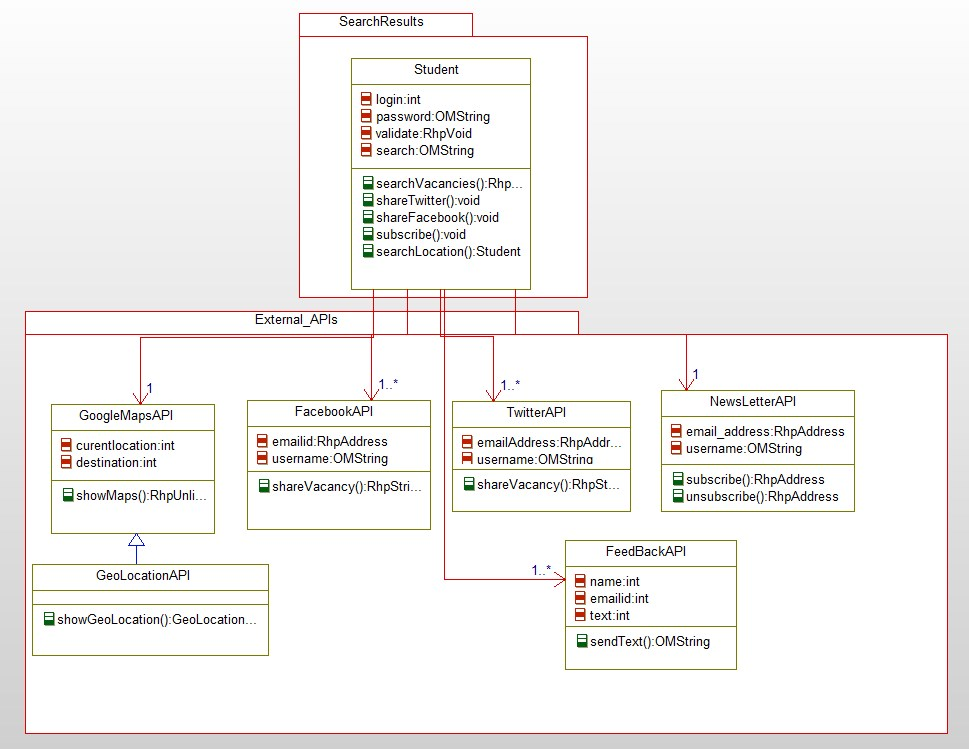 SearchResults
Student
login:int
password:OMString
validate:RhpVoid
search:OMString
searchVacancies():Rhp...
shareTwitter():void
shareFacebook():void
subscribe():void
searchLocation():Student
External_APIs
1
1..*
1..*
1
GoogleMapsAPI
curentlocation:int
destination:int
showMaps():RhpUnli...
FacebookAPI
emailid:RhpAddress
username:OMString
shareVacancy():RhpStri...
TwitterAPI
emailAddress:RhpAddr...
username:OMString
shareVacancy():RhpSt...
NewsLetterAPI
email_address:RhpAddress
username:OMString
subscribe():RhpAddress
unsubscribe():RhpAddress
GeoLocationAPI
showGeoLocation():GeoLocation...
1..*
FeedBackAPI
name:int
emailid:int
text:int
sendText():OMString